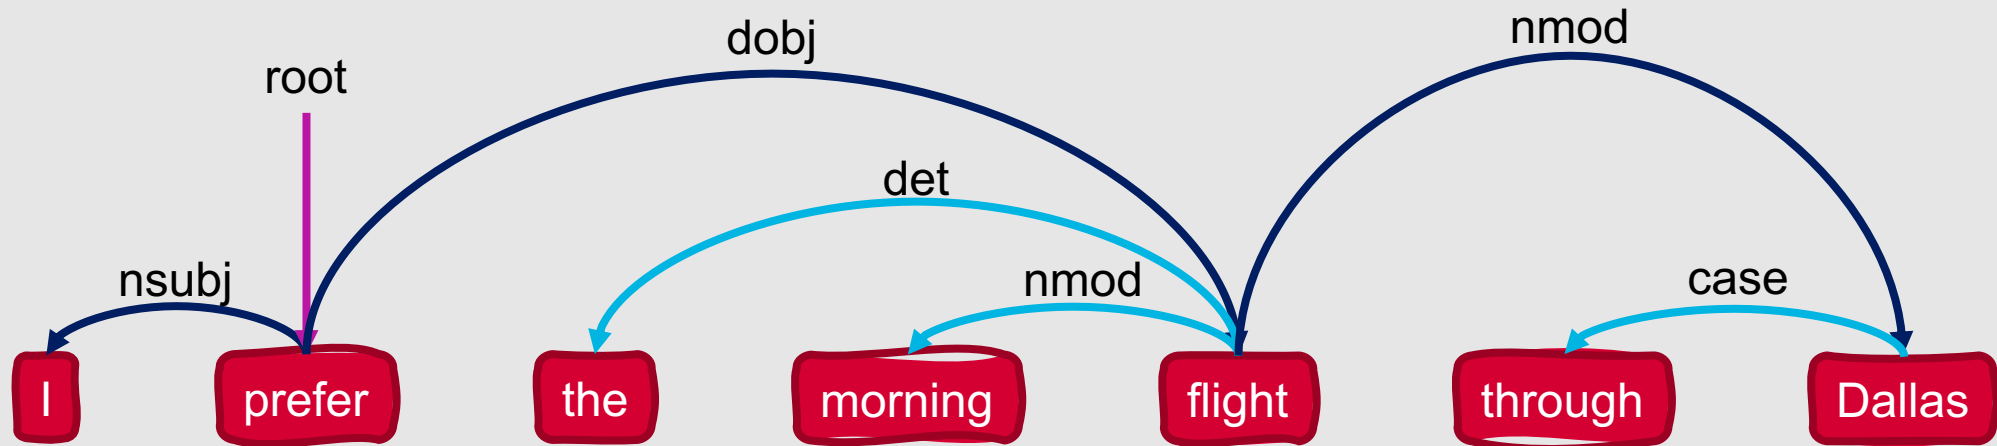 nmod
dobj
root
det
nsubj
nmod
case
I prefer the morning flight through Dallas